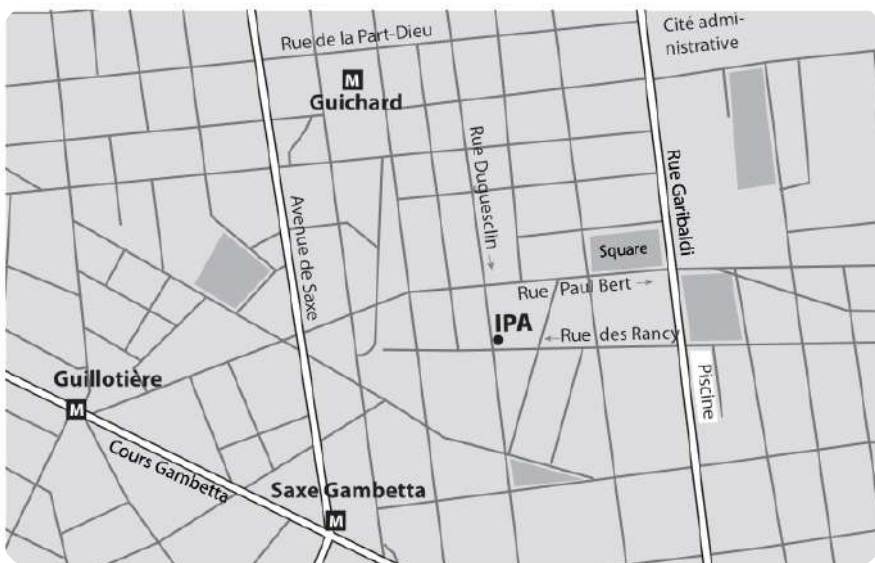 Cité admi-
nistrative
Rue de la Part-Dieu
M
Guichard
Rue Duguesclin →
Rue Garibaldi
Avenue de Saxe
Square
Rue Paul Bert →
IPA
← Rue des Rancy
Piscine
Guillotière
M
Cours Gambetta
Saxe Gambetta
M